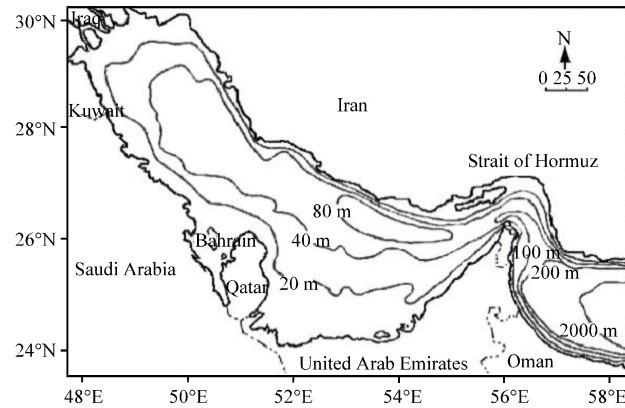 30°N
Iraq
N
0 25 50
Kuwait
Iran
28°N
Strait of Hormuz
80 m
26°N
Bahrain
40 m
100 m
Saudi Arabia
200 m
Qatar
20 m
2000 m
24°N
United Arab Emirates
Oman
48°E
50°E
52°E
54°E
56°E
58°E